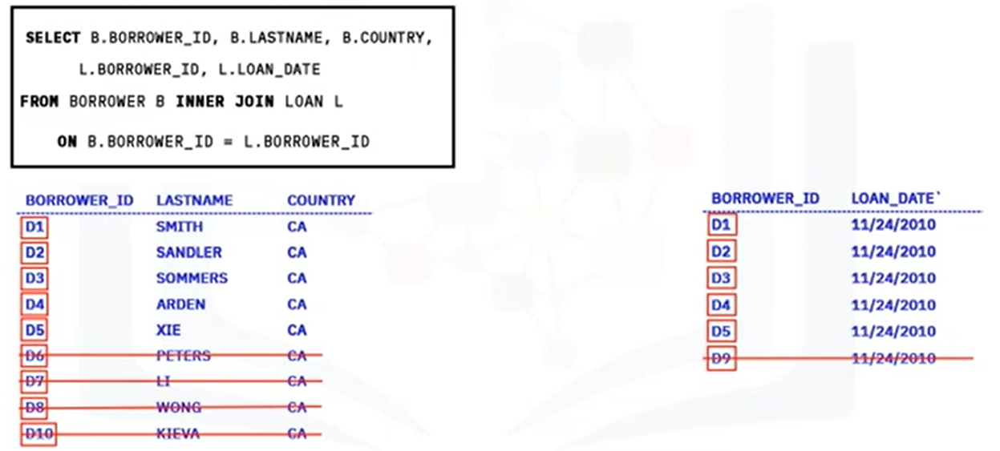 SELECT B.BORROWER_ID, B.LASTNAME, B.COUNTRY,
L.BORROWER_ID, L.LOAN_DATE
FROM BORROWER B INNER JOIN LOAN L
ON B.BORROWER_ID = L.BORROWER_ID
BORROWER_ID LASTNAME COUNTRY
D1 SMITH CA
D2 SANDLER CA
D3 SOMMERS CA
D4 ARDEN CA
D5 XIE CA
D6 PETERS CA
D7 LI CA
D8 WONG CA
D10 KIEVA CA
BORROWER_ID LOAN_DATE`
D1 11/24/2010
D2 11/24/2010
D3 11/24/2010
D4 11/24/2010
D5 11/24/2010
D9 11/24/2010